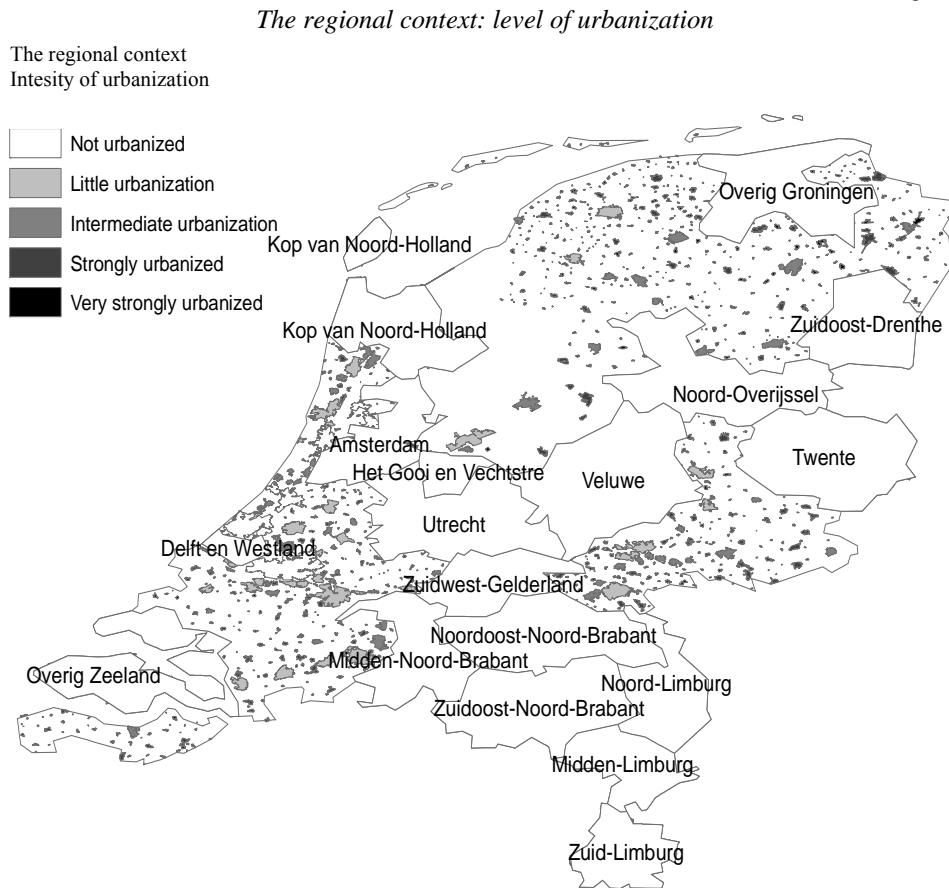 The regional context: level of urbanization
The regional context
Intesity of urbanization
Not urbanized
Little urbanization
Intermediate urbanization
Strongly urbanized
Very strongly urbanized
Overig Groningen
Kop van Noord-Holland
Kop van Noord-Holland
Zuidoost-Drenthe
Noord-Overijssel
Amsterdam
Het Gooi en Vechtstre
Veluwe
Twente
Utrecht
Delft en Westland
Zuidwest-Gelderland
Noordoost-Noord-Brabant
Midden-Noord-Brabant
Overig Zeeland
Noord-Limburg
Zuidoost-Noord-Brabant
Midden-Limburg
Zuid-Limburg